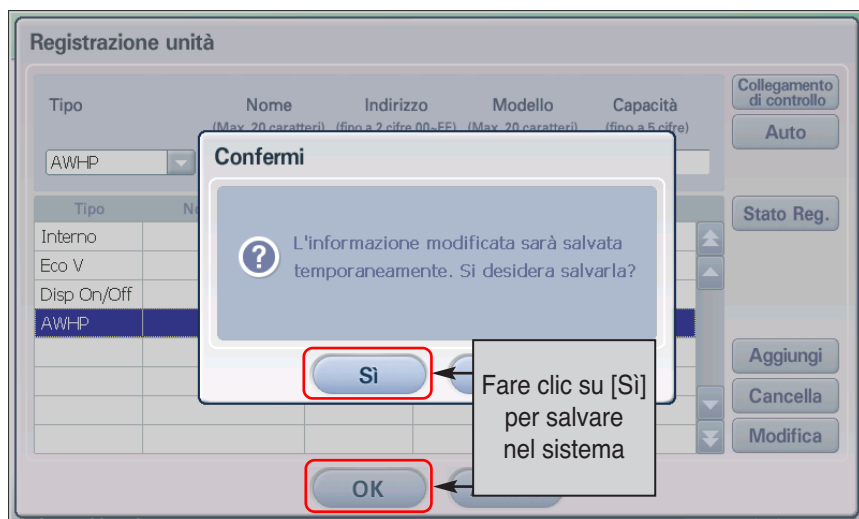 Registrazione unità
Tipo
Nome
Indirizzo
Modello
Capacità
(Max. 20 caratteri)
(fino a 2 cifre 00~FF)
(Max. 20 caratteri)
(fino a 5 cifre)
Collegamento
di controllo
Auto
AWHP
Confermi
L'informazione modificata sarà salvata
temporaneamente. Si desidera salvarla?
Sì
Fare clic su [Sì]
per salvare
nel sistema
Tipo
Stato Reg.
Interno
Eco V
Disp On/Off
AWHP
Aggiungi
Cancella
Modifica
OK